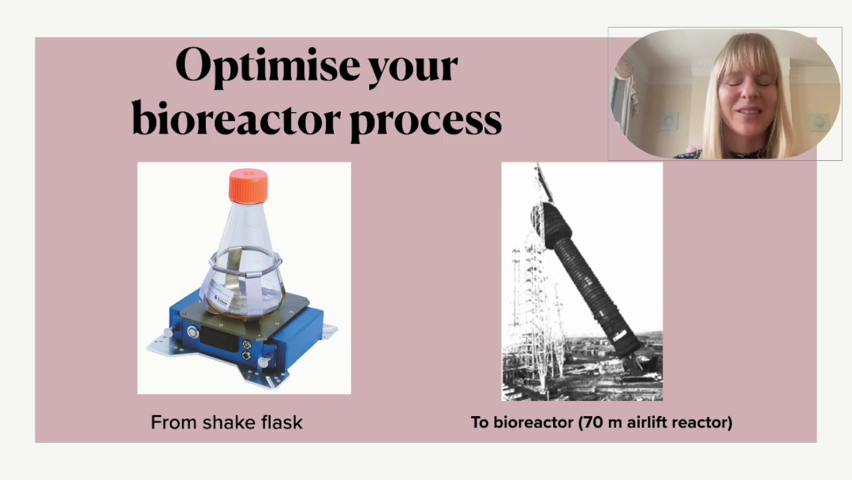 Optimise your
bioreactor process
From shake flask
To bioreactor (70 m airlift reactor)